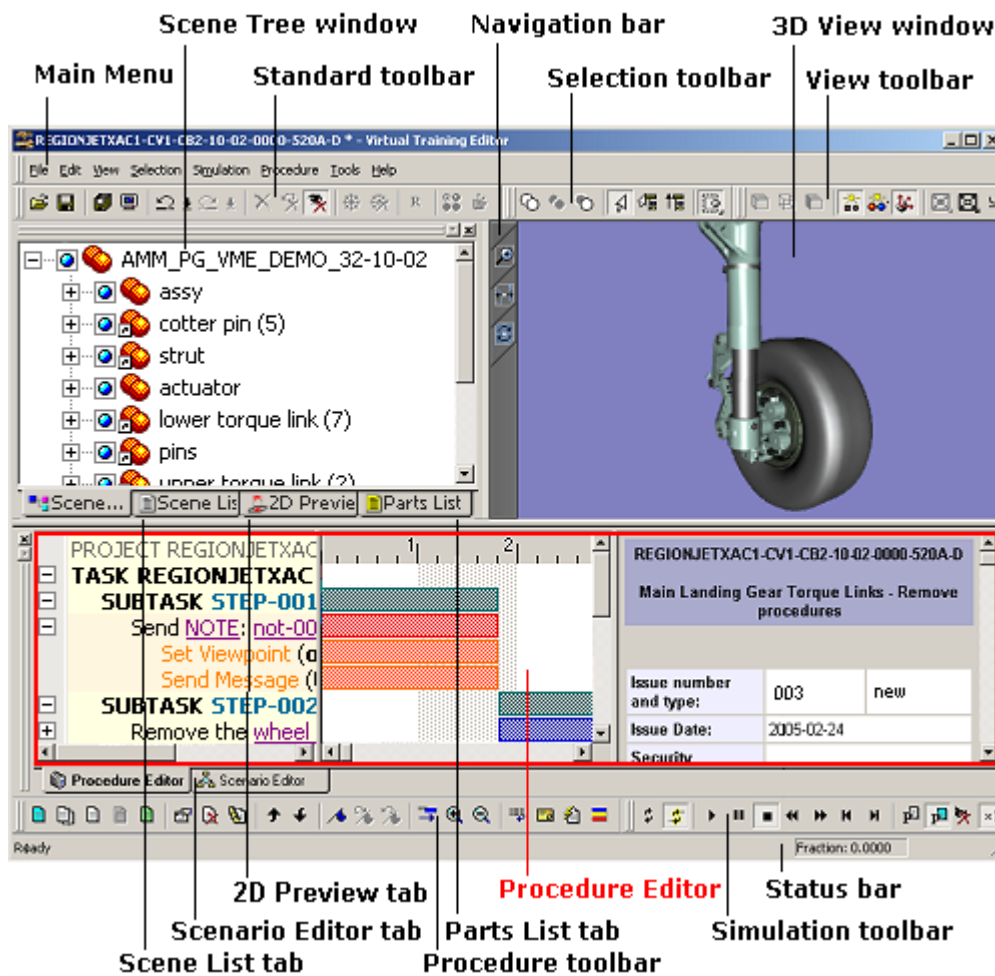 Scene Tree window
Navigation bar
3D View window
Main Menu
Standard toolbar
Selection toolbar
View toolbar
REGIONJETXAC1-CV1-CB2-10-02-0000-520A-D * - Virtual Training Editor
File Edit View Selection Simulation Procedure Tools Help
R
AMM_PG_VME_DEMO_32-10-02
assy
cotter pin (5)
strut
actuator
lower torque link (7)
pins
upper torque link (2)
Scene...
Scene Lis
2D Previe
Parts List
PROJECT REGIONJETXAC
1 2
TASK REGIONJETXAC
SUBTASK STEP-001
Send NOTE: not-00
Set Viewpoint (
Send Message (
SUBTASK STEP-002
Remove the wheel
REGIONJETXAC1-CV1-CB2-10-02-0000-520A-D
Main Landing Gear Torque Links - Remove
procedures
Issue number
and type:
003
new
Issue Date:
2005-02-24
Security
Procedure Editor
Scenario Editor
Ready
Fraction: 0.0000
2D Preview tab
Procedure Editor
Status bar
Scenario Editor tab
Parts List tab
Simulation toolbar
Scene List tab
Procedure toolbar